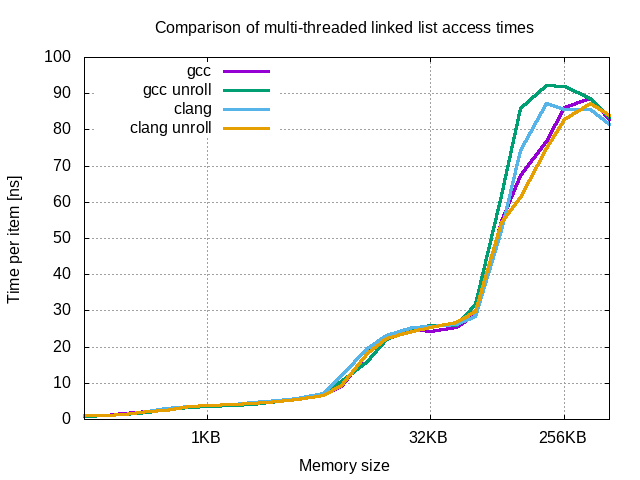 Comparison of multi-threaded linked list access times
100
90
80
70
60
50
40
30
20
10
0
Time per item [ns]
gcc
gcc unroll
clang
clang unroll
1KB
32KB
256KB
Memory size